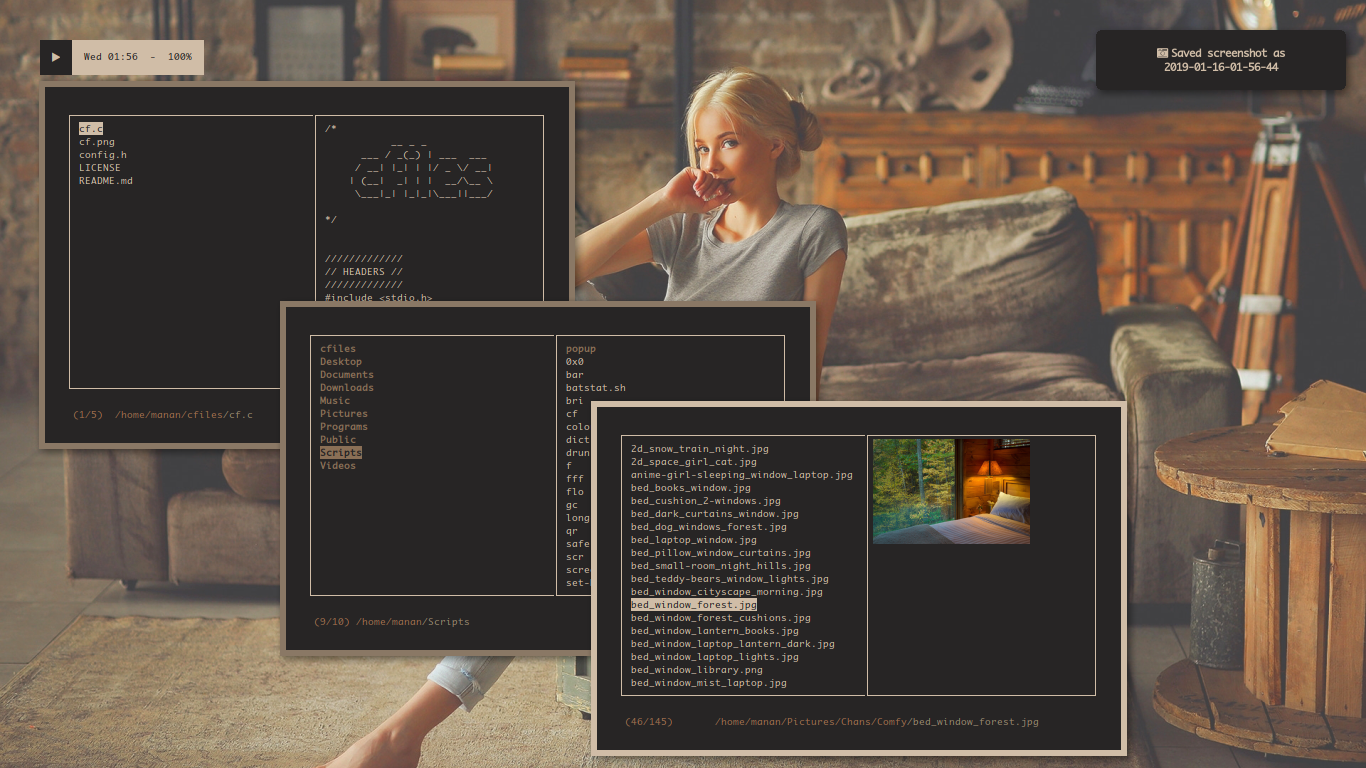 Wed 01:56 - 100%
Saved screenshot as
2019-01-16-01-56-44
cf.c
cf.png
config.h
LICENSE
README.md
/*
*/
/////////////
// HEADERS //
/////////////
#include <stdio.h>
(1/5) /home/manan/cfiles/cf.c
cfiles
Desktop
Documents
Downloads
Music
Pictures
Programs
Public
Scripts
Videos
popup
0x0
bar
batstat.sh
bri
cf
colo
dict
drun
f
fff
flo
gc
long
qr
safe
scr
scre
set-
(9/10) /home/manan/Scripts
2d_snow_train_night.jpg
2d_space_girl_cat.jpg
anime-girl-sleeping_window_laptop.jpg
bed_books_window.jpg
bed_cushion_2-windows.jpg
bed_dark_curtains_window.jpg
bed_dog_windows_forest.jpg
bed_laptop_window.jpg
bed_pillow_window_curtains.jpg
bed_small-room_night_hills.jpg
bed_teddy-bears_window_lights.jpg
bed_window_cityscape_morning.jpg
bed_window_forest.jpg
bed_window_forest_cushions.jpg
bed_window_lantern_books.jpg
bed_window_laptop_lantern_dark.jpg
bed_window_laptop_lights.jpg
bed_window_library.png
bed_window_mist_laptop.jpg
(46/145) /home/manan/Pictures/Chans/Comfy/bed_window_forest.jpg